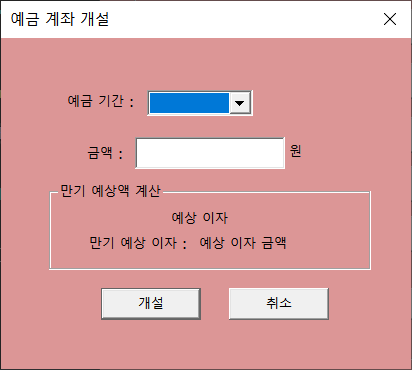 예금 계좌 개설
예금 기간 :
금액 : 원
만기 예상액 계산
예상 이자
만기 예상 이자 : 예상 이자 금액
개설 취소